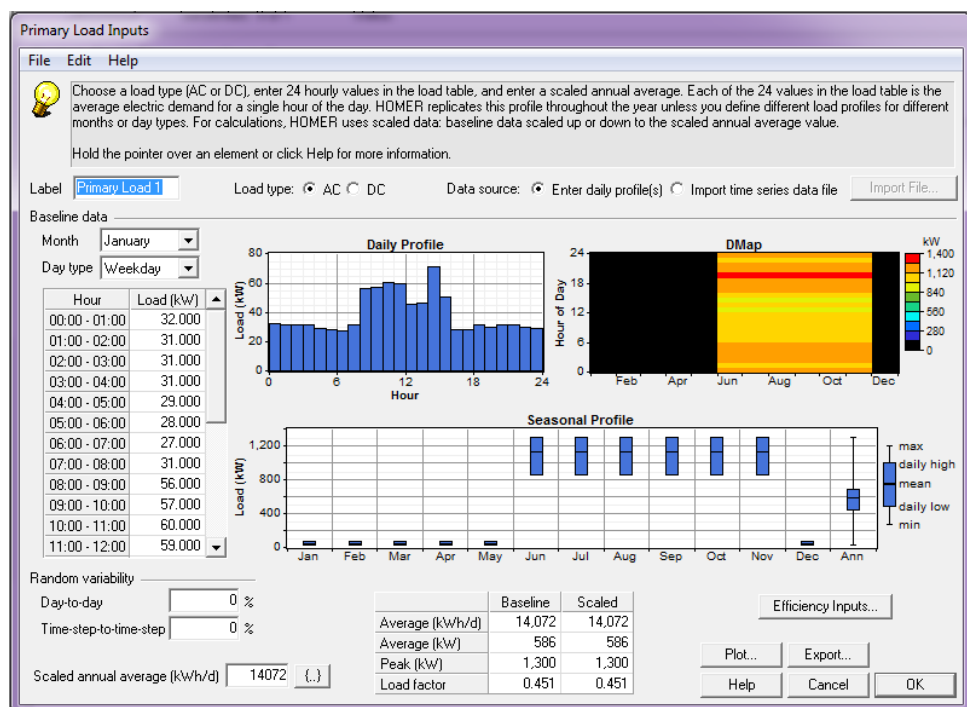 Primary Load Inputs
File Edit Help
Choose a load type (AC or DC), enter 24 hourly values in the load table, and enter a scaled annual average. Each of the 24 values in the load table is the
average electric demand for a single hour of the day. HOMER replicates this profile throughout the year unless you define different load profiles for different
months or day types. For calculations, HOMER uses scaled data: baseline data scaled up or down to the scaled annual average value.
Hold the pointer over an element or click Help for more information.
Label Primary Load 1 Load type: AC DC Data source: Enter daily profile(s) Import time series data file Import File...
Baseline data
Month January
Day type Weekday
Hour Load (kW)
00:00 - 01:00 32.000
01:00 - 02:00 31.000
02:00 - 03:00 31.000
03:00 - 04:00 31.000
04:00 - 05:00 29.000
05:00 - 06:00 28.000
06:00 - 07:00 27.000
07:00 - 08:00 31.000
08:00 - 09:00 56.000
09:00 - 10:00 57.000
10:00 - 11:00 60.000
11:00 - 12:00 59.000
Daily Profile
Load (kW)
80
60
40
20
0
0 6 12 18 24
Hour
DMap
Hour of Day
24
18
12
6
0
Feb Apr Jun Aug Oct Dec
kW
1,400
1,120
840
560
280
0
Seasonal Profile
Load (kW)
1,200
800
400
0
Jan Feb Mar Apr May Jun Jul Aug Sep Oct Nov Dec Ann
max
daily high
mean
daily low
min
Random variability
Day-to-day 0 %
Time-step-to-time-step 0 %
Scaled annual average (kWh/d) 14072 {..}
Baseline Scaled
Average (kWh/d) 14,072 14,072
Average (kW) 586 586
Peak (kW) 1,300 1,300
Load factor 0.451 0.451
Efficiency Inputs...
Plot... Export...
Help Cancel OK